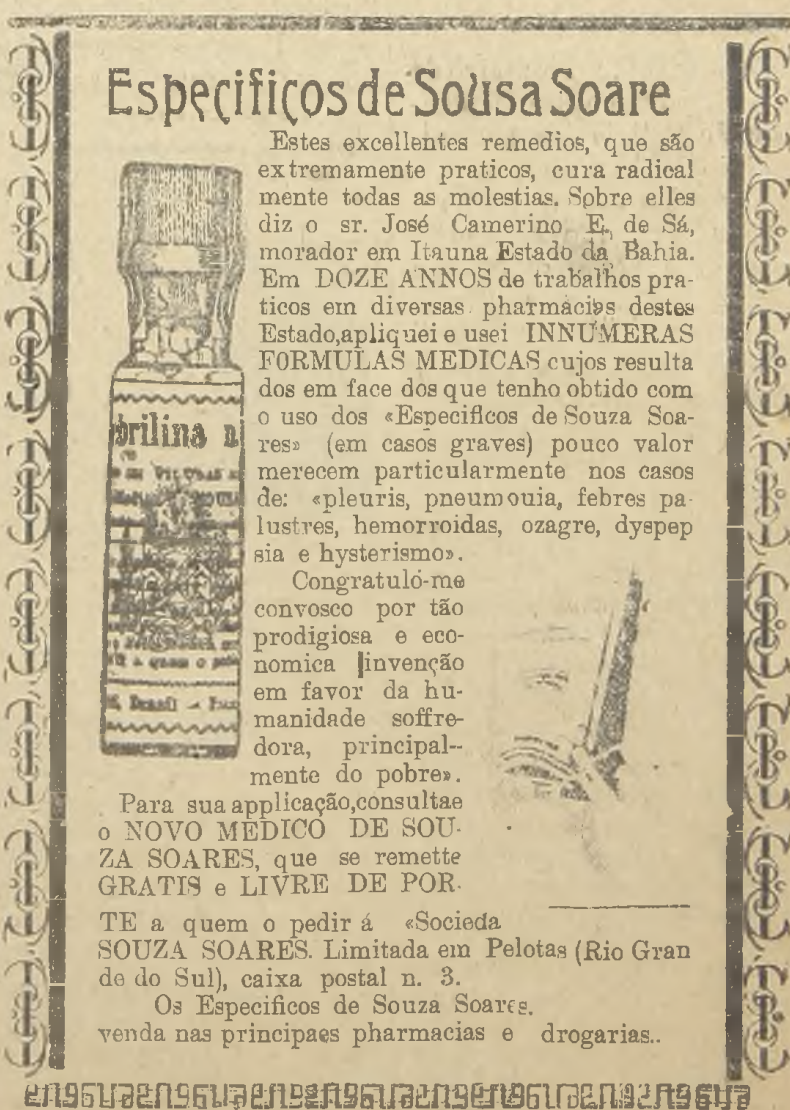 Especificos de Sousa Soare
Estes excellentes remedios, que são
extremamente praticos, cura radical
mente todas as molestias. Sobre elles
diz o sr. José Camerino E. de Sá,
morador em Itauna Estado da Bahia.
Em DOZE ANNOS de trabalhos pra-
ticos em diversas pharmacias destes
Estado,apliquei e usei INNUMERAS
FORMULAS MEDICAS cujos resulta
dos em face dos que tenho obtido com
o uso dos «Especificos de Souza Soa-
res» (em casos graves) pouco valor
merecem particularmente nos casos
de: «pleuris, pneumouia, febres pa-
lustres, hemorroidas, ozagre, dyspep
sia e hysterismo».
Congratuló-me
convosco por tão
prodigiosa e eco-
nomica invenção
em favor da hu-
manidade soffre-
dora, principal--
mente do pobre».
Para sua applicação,consultae
o NOVO MEDICO DE SOU-
ZA SOARES, que se remette
GRATIS e LIVRE DE POR-
TE a quem o pedir á «Socieda
SOUZA SOARES. Limitada em Pelotas (Rio Gran
de do Sul), caixa postal n. 3.
Os Especificos de Souza Soares.
venda nas principaes pharmacias e drogarias..
brilina n